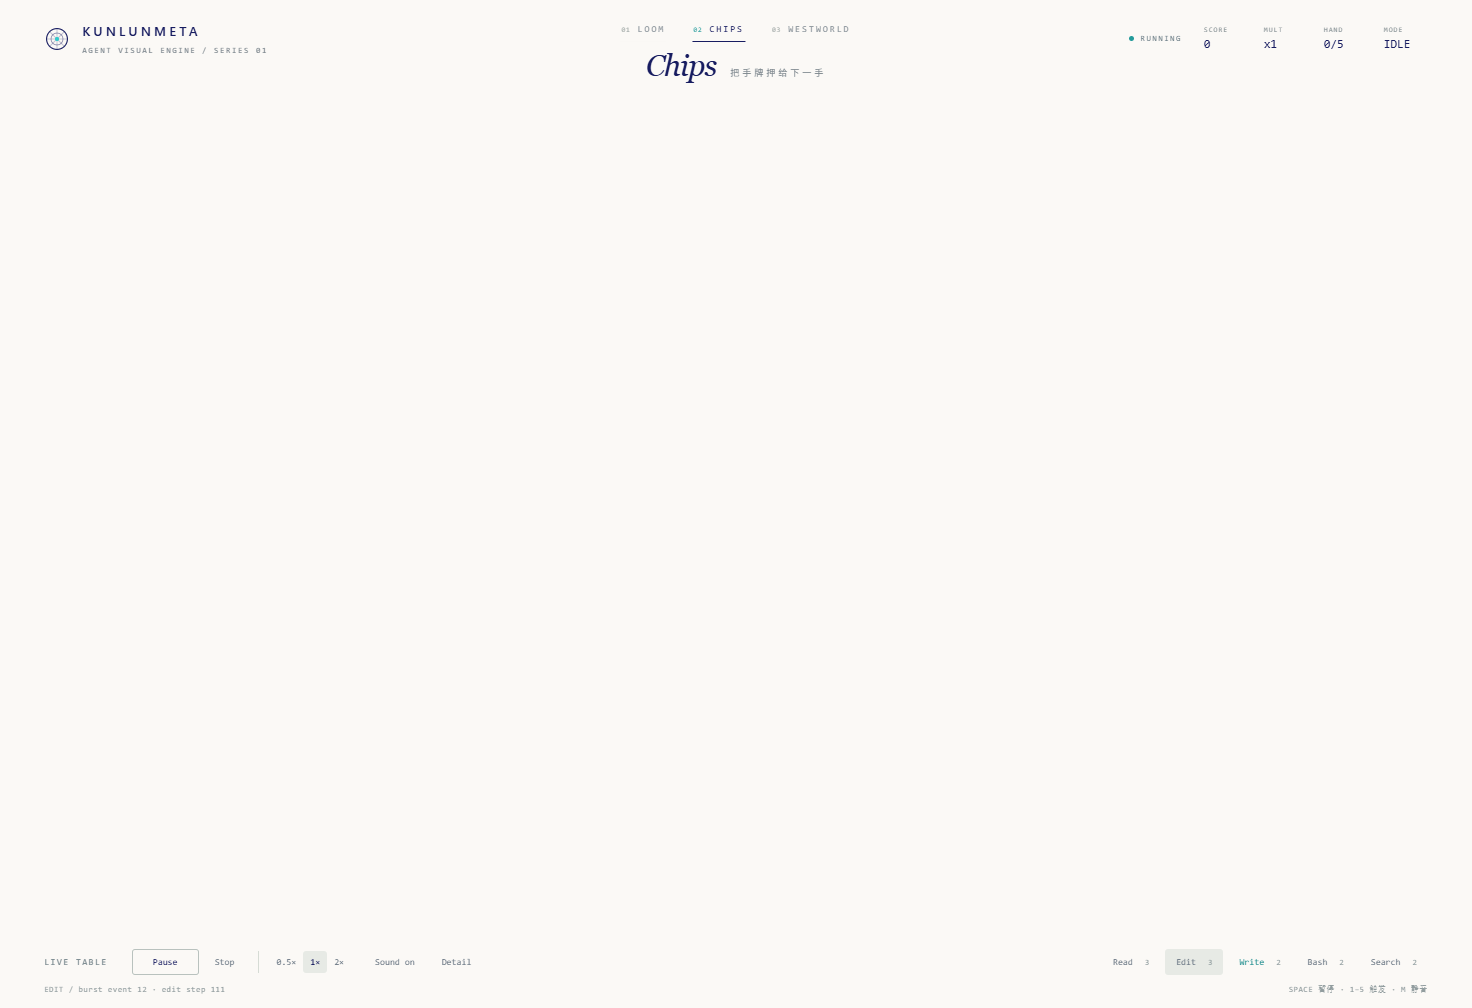 KUNLUNMETA
AGENT VISUAL ENGINE / SERIES 01
01 LOOM 02 CHIPS 03 WESTWORLD
Chips 把手牌押给下一手
RUNNING
SCORE MULT HAND MODE
0 x1 0/5 IDLE
LIVE TABLE Pause Stop 0.5× 1× 2× Sound on Detail
Read 3 Edit 3 Write 2 Bash 2 Search 2
EDIT / burst event 12 · edit step 111
SPACE 暂停 · 1-5 触发 · M 静音